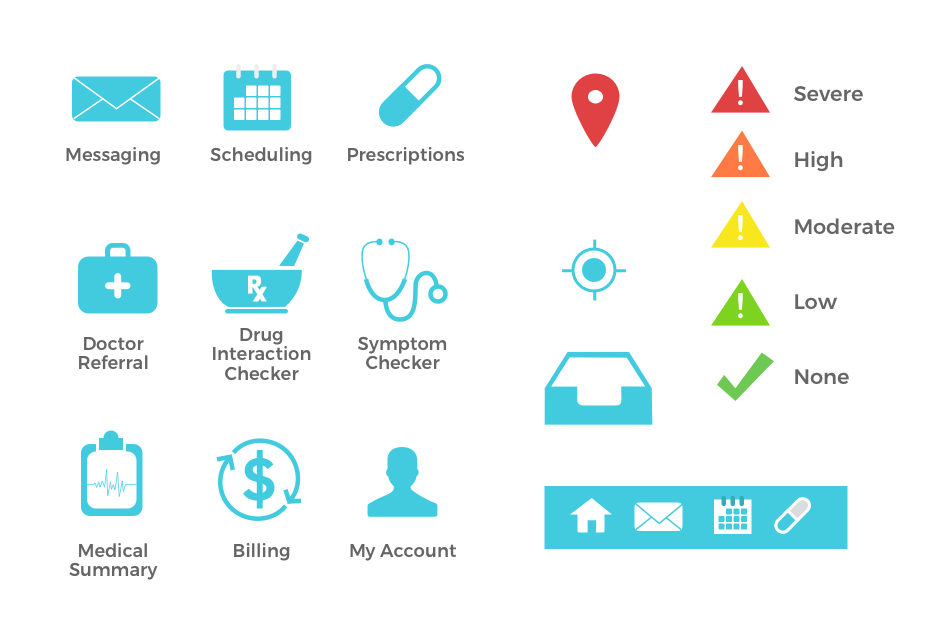 Messaging
Scheduling
Prescriptions
Doctor
Referral
Rx
Drug
Interaction
Checker
Symptom
Checker
$
Medical
Summary
Billing
My Account
!
Severe
!
High
!
Moderate
!
Low
None